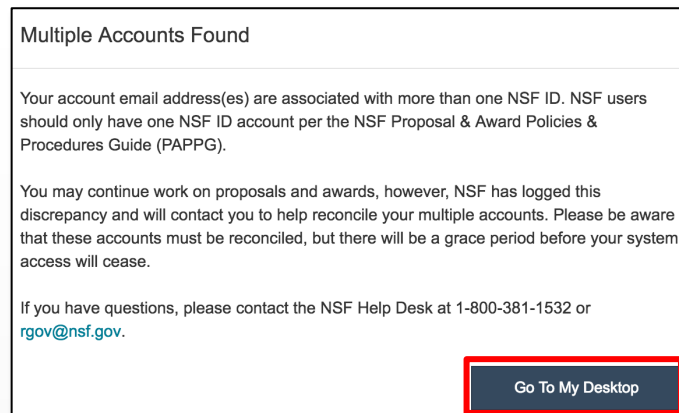 Multiple Accounts Found
Your account email address(es) are associated with more than one NSF ID. NSF users
should only have one NSF ID account per the NSF Proposal & Award Policies &
Procedures Guide (PAPPG).
You may continue work on proposals and awards, however, NSF has logged this
discrepancy and will contact you to help reconcile your multiple accounts. Please be aware
that these accounts must be reconciled, but there will be a grace period before your system
access will cease.
If you have questions, please contact the NSF Help Desk at 1-800-381-1532 or
rgov@nsf.gov.
Go To My Desktop